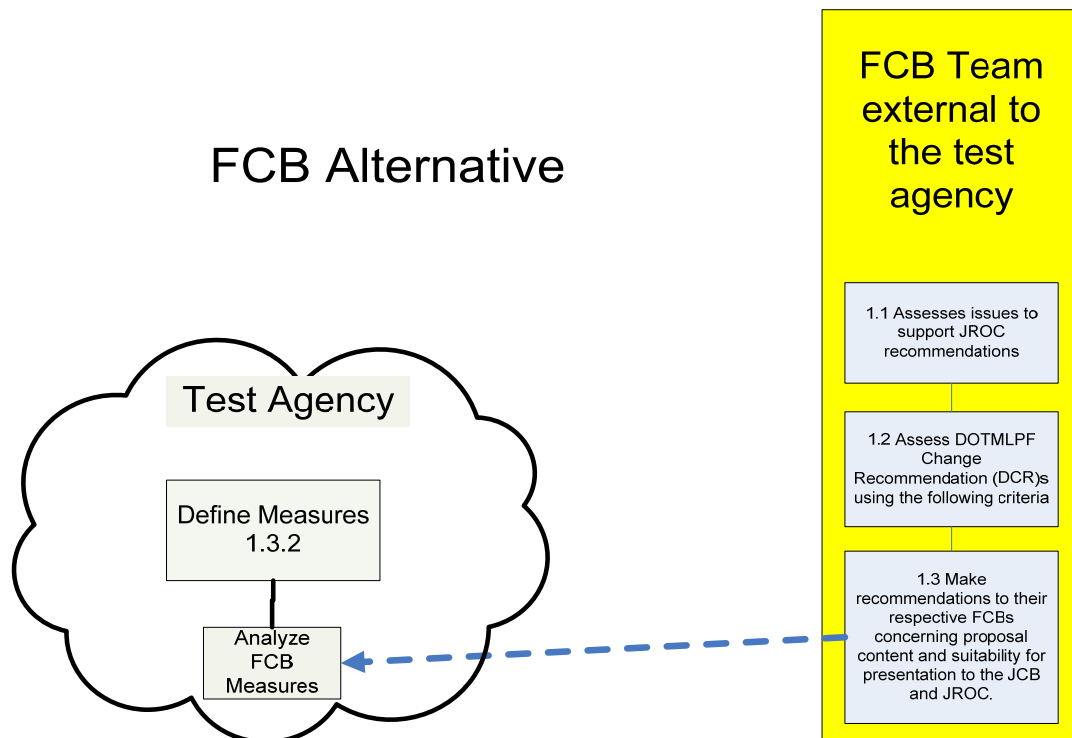 FCB Alternative
Test Agency
Define Measures
1.3.2
Analyze
FCB
Measures
FCB Team
external to
the test
agency
1.1 Assesses issues to
support JROC
recommendations
1.2 Assess DOTMLPF
Change
Recommendation (DCR)s
using the following criteria
1.3 Make
recommendations to their
respective FCBs
concerning proposal
content and suitability for
presentation to the JCB
and JROC.